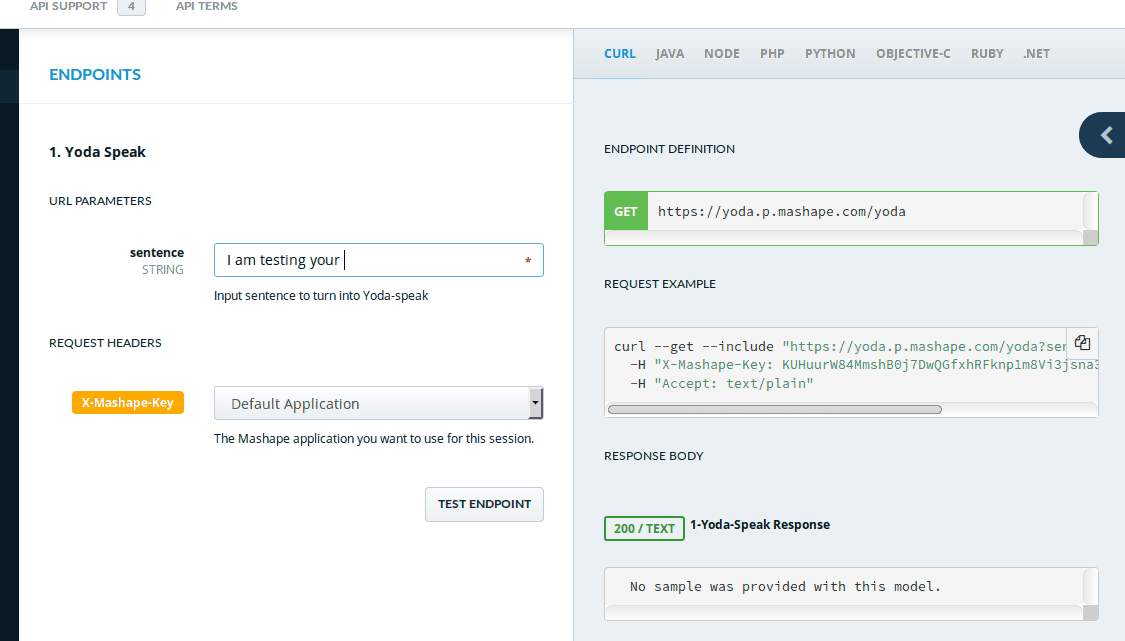 API SUPPORT 4 API TERMS
ENDPOINTS
1. Yoda Speak
URL PARAMETERS
sentence
STRING
I am testing your
*
Input sentence to turn into Yoda-speak
REQUEST HEADERS
X-Mashape-Key
Default Application
The Mashape application you want to use for this session.
TEST ENDPOINT
CURL JAVA NODE PHP PYTHON OBJECTIVE-C RUBY .NET
ENDPOINT DEFINITION
GET https://yoda.p.mashape.com/yoda
REQUEST EXAMPLE
curl --get --include "https://yoda.p.mashape.com/yoda?sen
-H "X-Mashape-Key: KUHuurW84MmshB0j7DwQGfxhRFknp1m8Vi3jsna3
-H "Accept: text/plain"
RESPONSE BODY
200 / TEXT 1-Yoda-Speak Response
No sample was provided with this model.